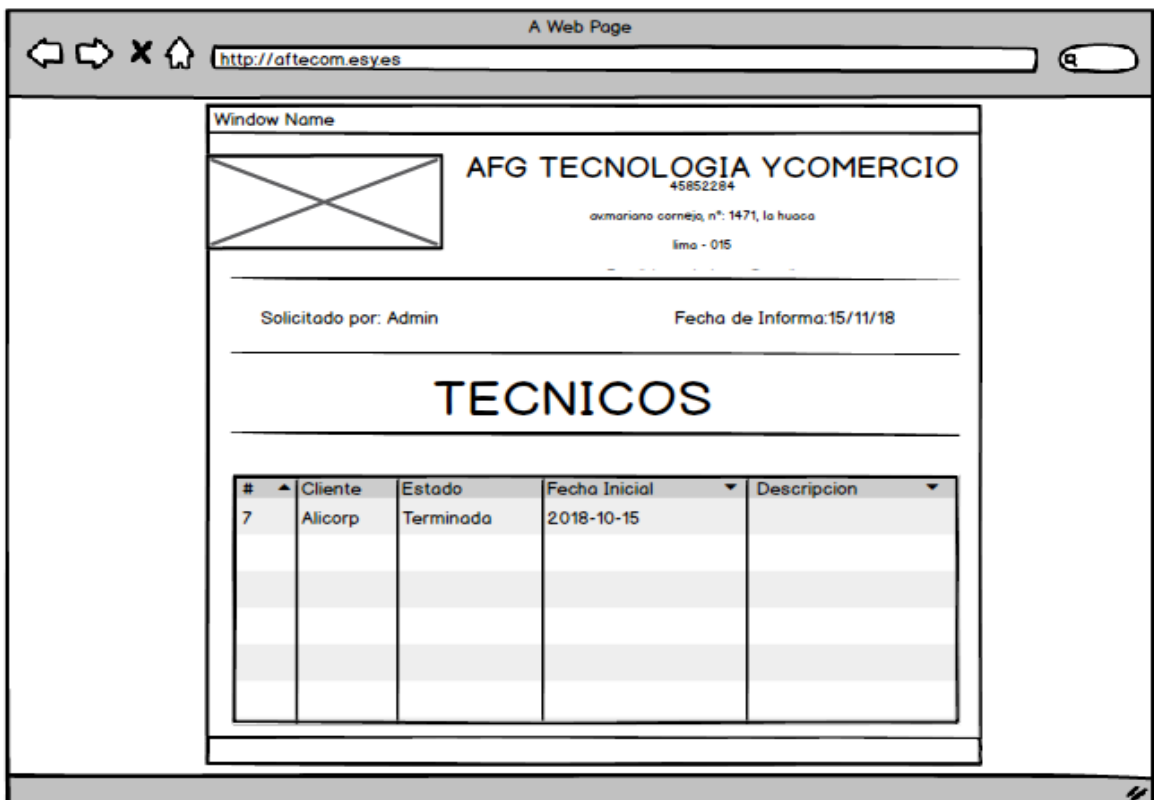 A Web Page
http://aftecom.esy.es
Window Name
AFG TECNOLOGIA YCOMERCIO
45852284
av.mariano cornejo, n°: 1471, la huaca
lima - 015
Solicitado por: Admin Fecha de Informa:15/11/18
TECNICOS
# Cliente Estado Fecha Inicial Descripcion
7 Alicorp Terminada 2018-10-15